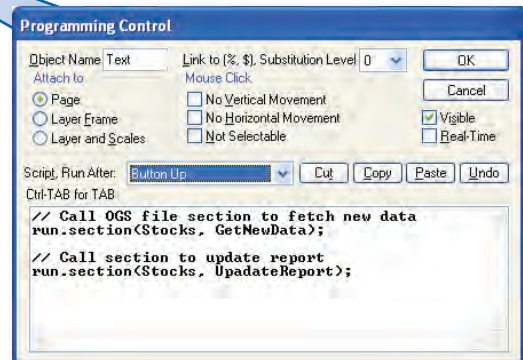 Programming Control
Object Name Text Link to (%, $), Substitution Level 0 OK
Attach to Mouse Click Cancel
Page No Vertical Movement
Layer Frame No Horizontal Movement Visible
Layer and Scales Not Selectable Real-Time
Script, Run After: Button Up Cut Copy Paste Undo
Ctrl-TAB for TAB
// Call OGS file section to fetch new data
run.section(Stocks, GetNewData);
// Call section to update report
run.section(Stocks, UpadateReport);